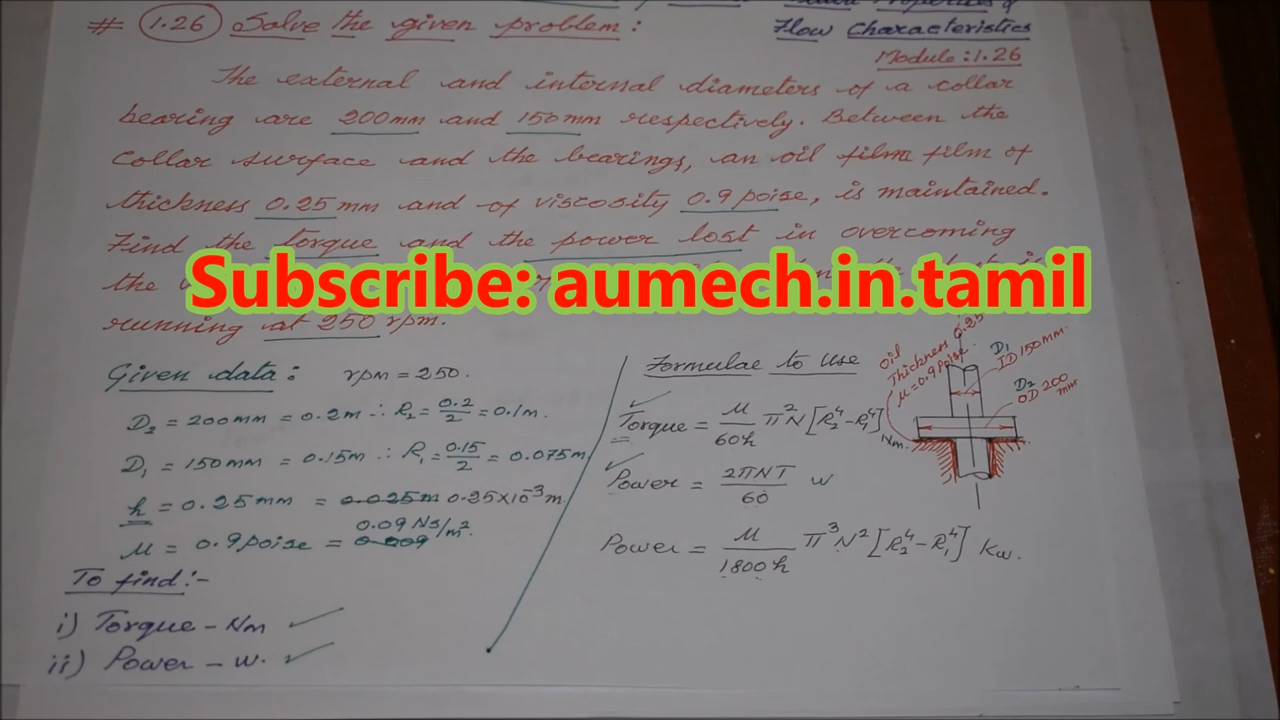 # 1.26 Solve the given problem:
Flow Characteristics
Module: 1.26
The external and internal diameters of a collar
bearing are 200mm and 150mm respectively. Between the
collar surface and the bearings, an oil film film of
thickness 0.25mm and of viscosity 0.9 poise, is maintained.
Find the torque and the power lost in overcoming
the
Subscribe: aumech.in.tamil
running at 250 rpm.
Given data: rpm = 250.
D₂ = 200mm = 0.2m ∴ R₂ = 0.2/2 = 0.1m.
D₁ = 150mm = 0.15m ∴ R₁ = 0.15/2 = 0.075m
h = 0.25mm = 0.025m 0.25×10⁻³m.
μ = 0.9poise = 0.009 0.09 NS/m².
To find:-
i) Torque - Nm ✓
ii) Power - W. ✓
Formulae to Use
Torque = μ/60h π²N[R₂⁴-R₁⁴] Nm.
Power = 2πNT/60 W
Power = μ/1800h π³N²[R₂⁴-R₁⁴] Kw.
Oil
Thickness 0.25
μ=0.9poise.
D₁
ID 150mm.
D₂
OD 200
mm